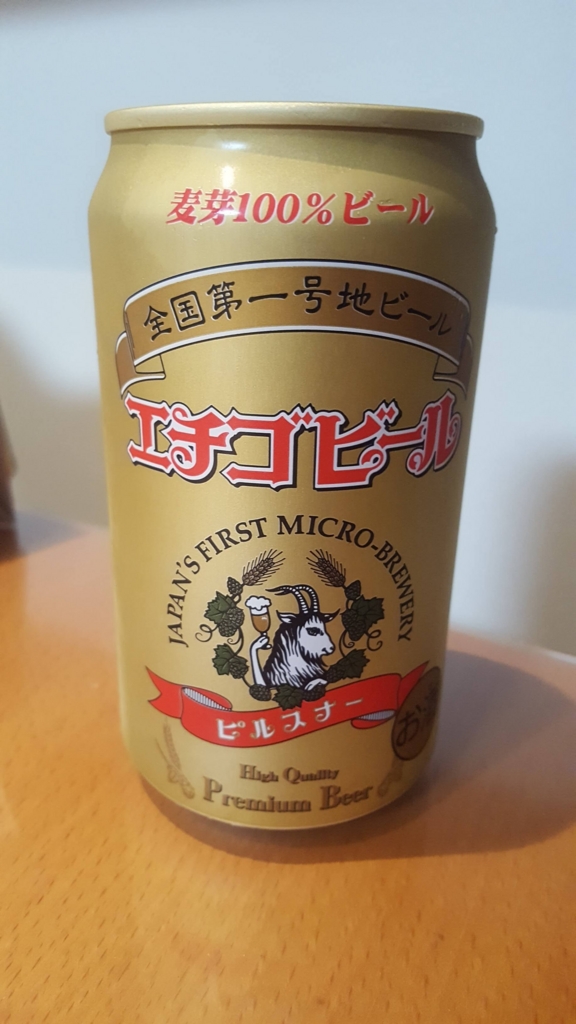 麦芽100%ビール
全国第一号地ビール
エチゴビール
JAPAN'S FIRST MICRO-BREWERY
ピルスナー
High Quality
Premium Beer